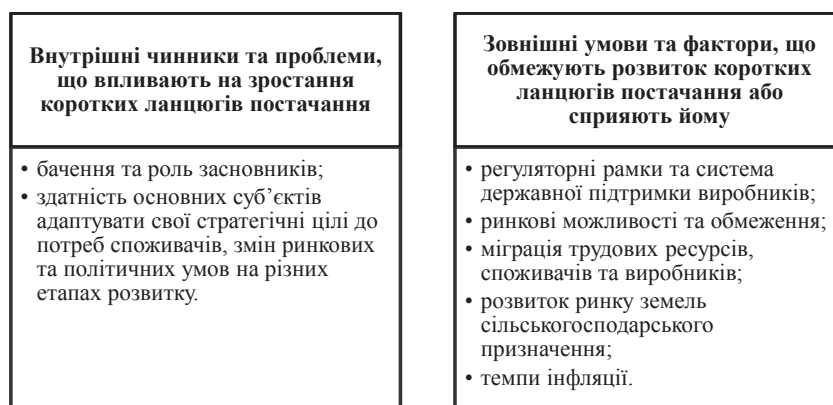 Внутрішні чинники та проблеми,
що впливають на зростання
коротких ланцюгів постачання
• бачення та роль засновників;
• здатність основних суб’єктів
адаптувати свої стратегічні цілі до
потреб споживачів, змін ринкових
та політичних умов на різних
етапах розвитку.
Зовнішні умови та фактори, що
обмежують розвиток коротких
ланцюгів постачання або
сприяють йому
• регуляторні рамки та система
державної підтримки виробників;
• ринкові можливості та обмеження;
• міграція трудових ресурсів,
споживачів та виробників;
• розвиток ринку земель
сільськогосподарського
призначення;
• темпи інфляції.